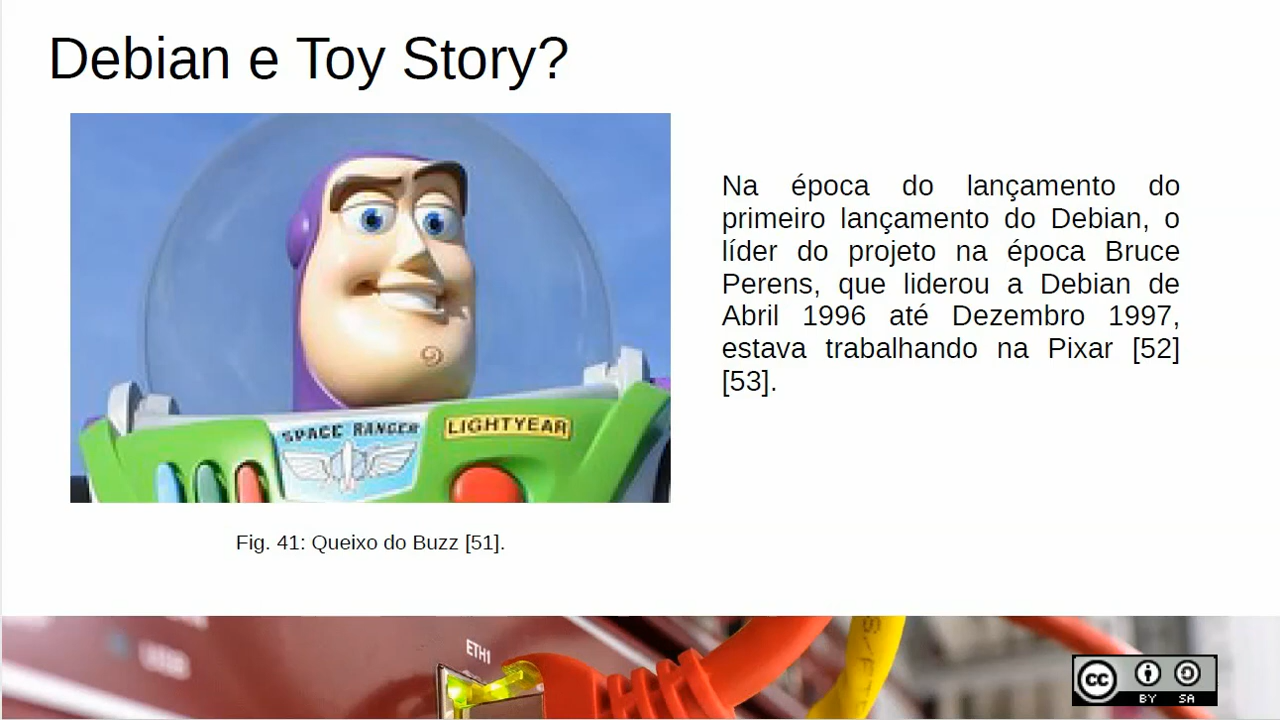 Debian e Toy Story?
Na época do lançamento do
primeiro lançamento do Debian, o
líder do projeto na época Bruce
Perens, que liderou a Debian de
Abril 1996 até Dezembro 1997,
estava trabalhando na Pixar [52]
[53].
SPACE RANGER
LIGHTYEAR
Fig. 41: Queixo do Buzz [51].
ETH1
cc
BY SA